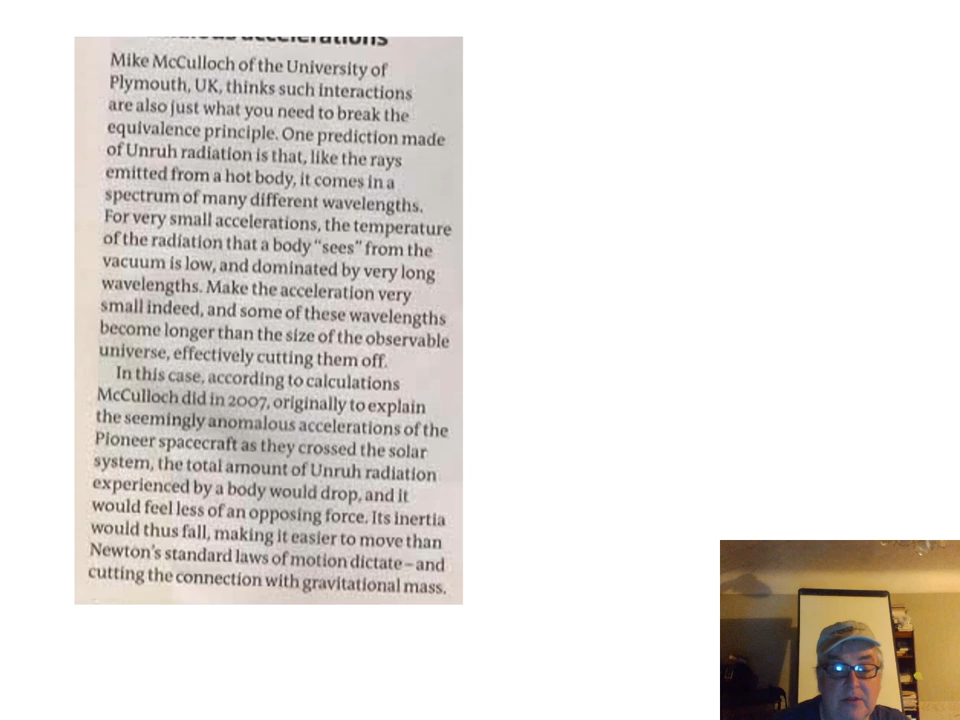 accelerations
Mike McCulloch of the University of
Plymouth, UK, thinks such interactions
are also just what you need to break the
equivalence principle. One prediction made
of Unruh radiation is that, like the rays
emitted from a hot body, it comes in a
spectrum of many different wavelengths.
For very small accelerations, the temperature
of the radiation that a body “sees” from the
vacuum is low, and dominated by very long
wavelengths. Make the acceleration very
small indeed, and some of these wavelengths
become longer than the size of the observable
universe, effectively cutting them off.
In this case, according to calculations
McCulloch did in 2007, originally to explain
the seemingly anomalous accelerations of the
Pioneer spacecraft as they crossed the solar
system, the total amount of Unruh radiation
experienced by a body would drop, and it
would feel less of an opposing force. Its inertia
would thus fall, making it easier to move than
Newton’s standard laws of motion dictate – and
cutting the connection with gravitational mass.